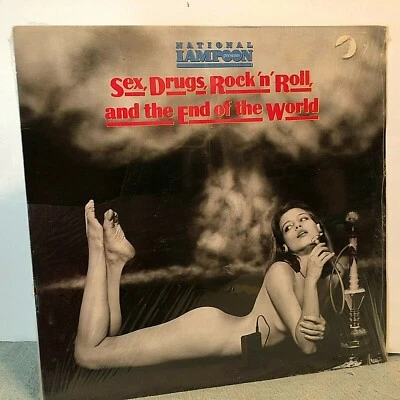 NATIONAL
LAMPOON
Sex, Drugs, Rock 'n' Roll,
and the End of the World